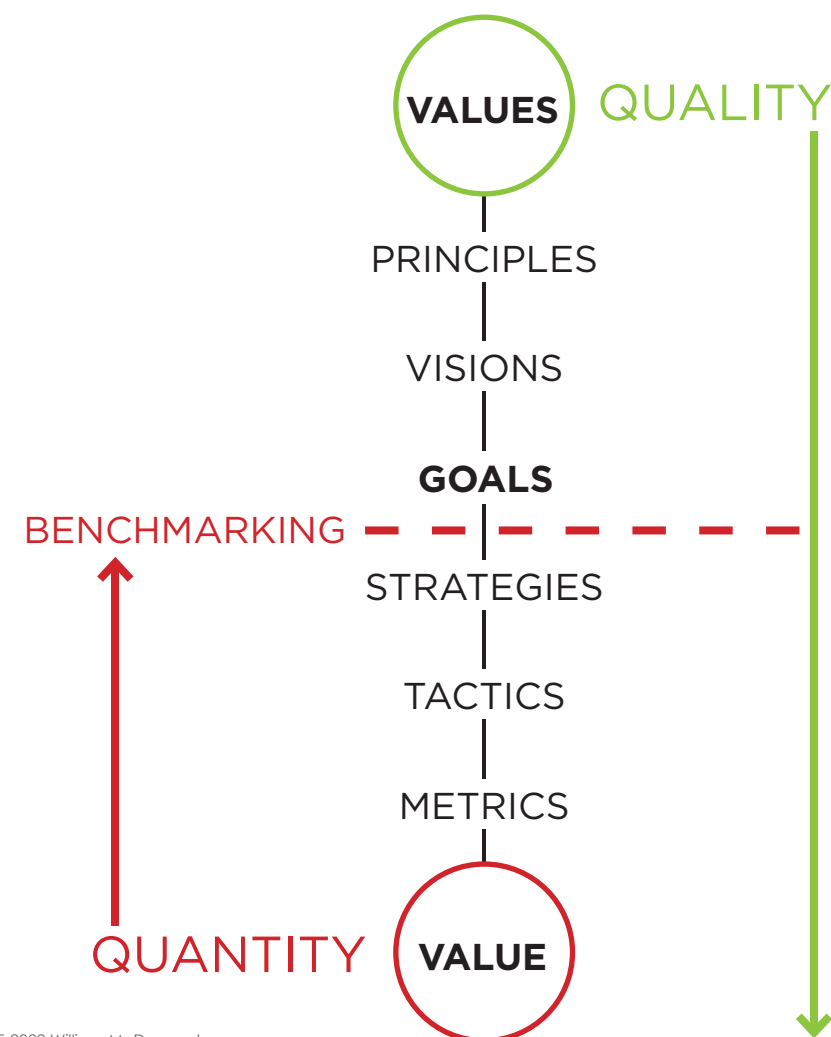 VALUES
QUALITY
PRINCIPLES
VISIONS
GOALS
BENCHMARKING
STRATEGIES
TACTICS
METRICS
QUANTITY
VALUE